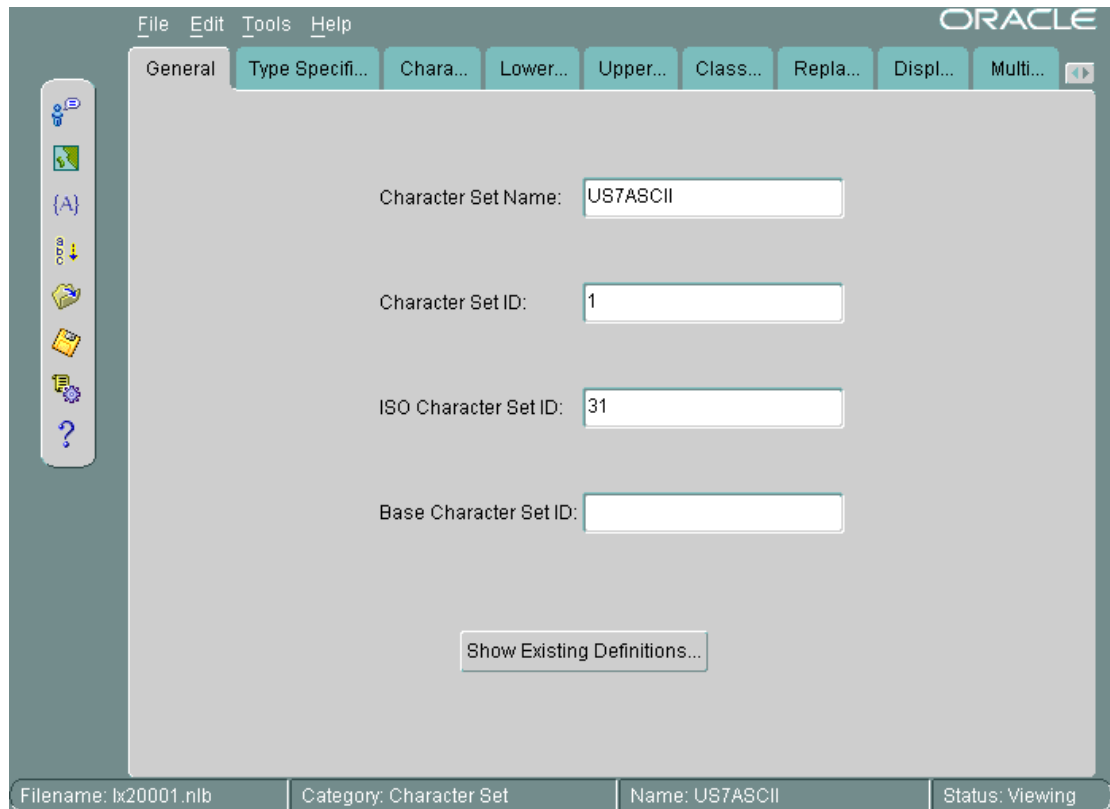 File Edit Tools Help
ORACLE
General Type Specifi... Chara... Lower... Upper... Class... Repla... Displ... Multi...
{A}
a
b
c
?
Character Set Name: US7ASCII
Character Set ID: 1
ISO Character Set ID: 31
Base Character Set ID:
Show Existing Definitions...
Filename: lx20001.nlb Category: Character Set Name: US7ASCII Status: Viewing